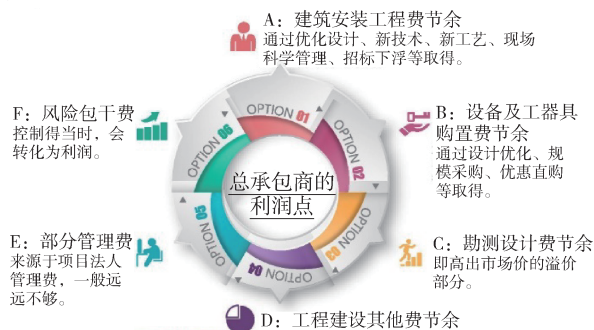 A：建筑安装工程费节余
通过优化设计、新技术、新工艺、现场
科学管理、招标下浮等取得。
B：设备及工器具
购置费节余
通过设计优化、规
模采购、优惠直购
等取得。
C：勘测设计费节余
即高出市场价的溢价
部分。
D：工程建设其他费节余
E：部分管理费
来源于项目法人
管理费，一般远
远不够。
F：风险包干费
控制得当时，会
转化为利润。
总承包商的
利润点
OPTION 01
OPTION 02
OPTION 03
OPTION 04
OPTION 05
OPTION 06